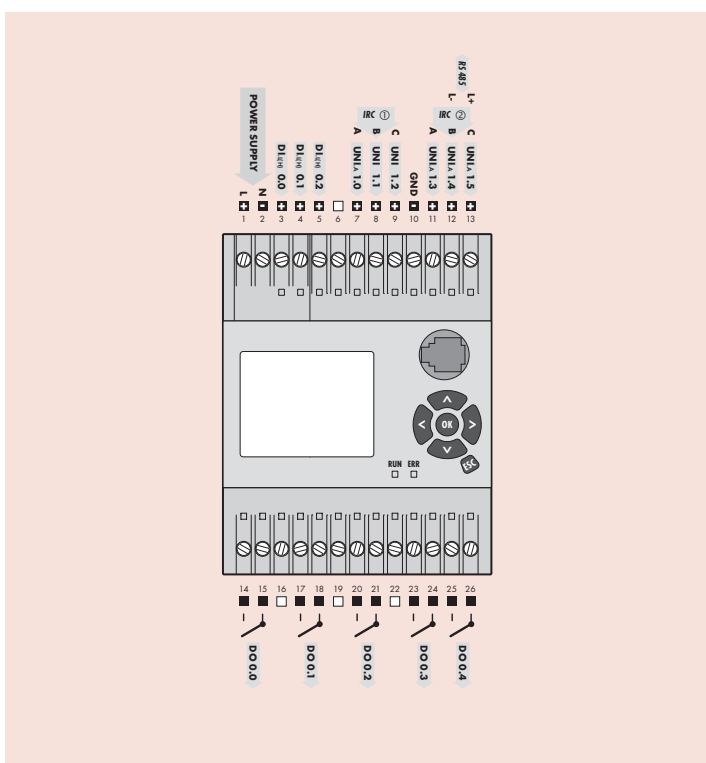 RS 485
L- L+
IRC ① IRC ②
POWER SUPPLY
A B C A B C
DILI(H) 0.0 DILI(H) 0.1 DILI(H) 0.2 UNI.A 1.0 UNI 1.1 UNI 1.2 GND UNI.A 1.3 UNI.A 1.4 UNI.A 1.5
L N
1 2 3 4 5 6 7 8 9 10 11 12 13
OK
ESC
RUN ERR
14 15 16 17 18 19 20 21 22 23 24 25 26
DO 0.0 DO 0.1 DO 0.2 DO 0.3 DO 0.4